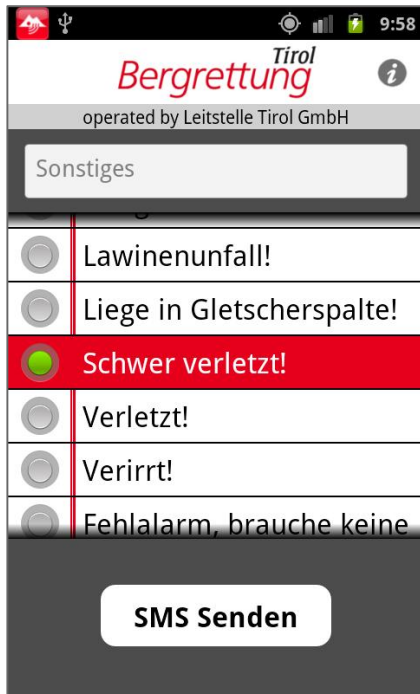 9:58
Tirol
Bergrettung
operated by Leitstelle Tirol GmbH
Sonstiges
Lawinenunfall!
Liege in Gletscherspalte!
Schwer verletzt!
Verletzt!
Verirrt!
Fehlalarm, brauche keine
SMS Senden